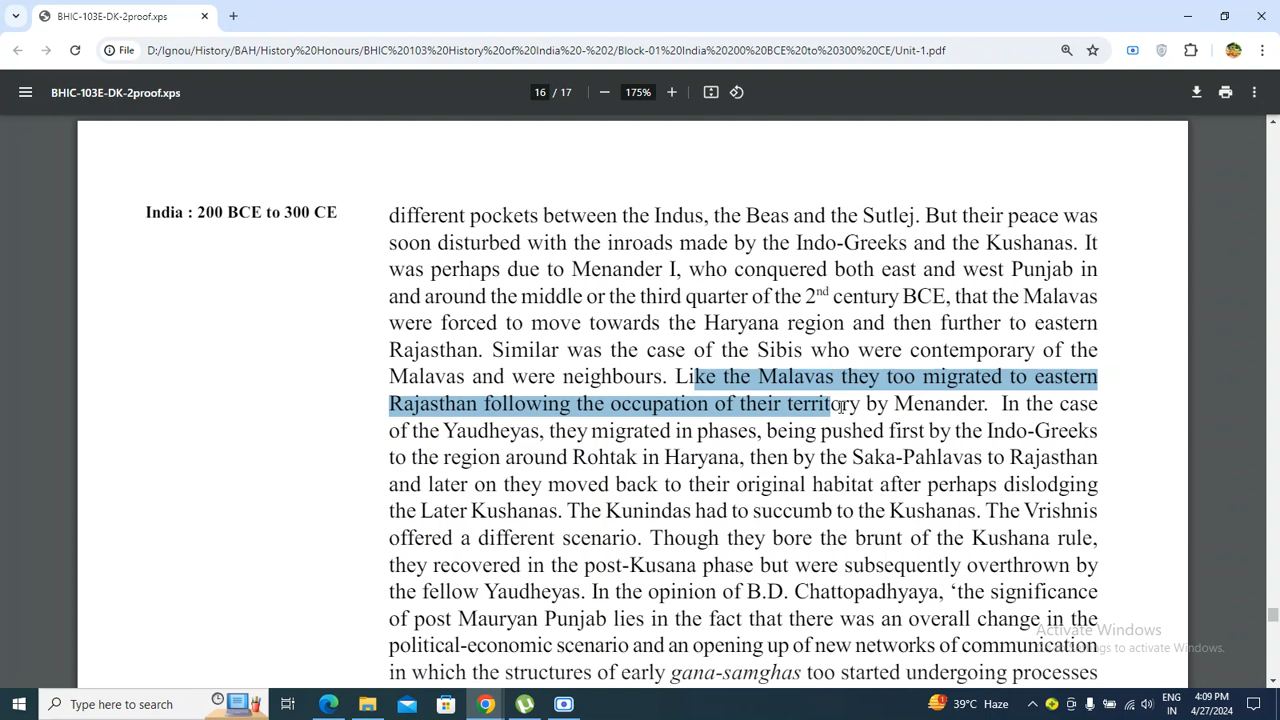 BHIC-103E-DK-2proof.xps
File
D:/Ignou/History/BAH/History%20Honours/BHIC%20103%20History%20of%20India%20-%202/Block-01%20India%20200%20BCE%20to%20300%20CE/Unit-1.pdf
BHIC-103E-DK-2proof.xps
16 / 17
175%
India : 200 BCE to 300 CE
different pockets between the Indus, the Beas and the Sutlej. But their peace was
soon disturbed with the inroads made by the Indo-Greeks and the Kushanas. It
was perhaps due to Menander I, who conquered both east and west Punjab in
and around the middle or the third quarter of the 2nd century BCE, that the Malavas
were forced to move towards the Haryana region and then further to eastern
Rajasthan. Similar was the case of the Sibis who were contemporary of the
Malavas and were neighbours. Like the Malavas they too migrated to eastern
Rajasthan following the occupation of their territory by Menander. In the case
of the Yaudheyas, they migrated in phases, being pushed first by the Indo-Greeks
to the region around Rohtak in Haryana, then by the Saka-Pahlavas to Rajasthan
and later on they moved back to their original habitat after perhaps dislodging
the Later Kushanas. The Kunindas had to succumb to the Kushanas. The Vrishnis
offered a different scenario. Though they bore the brunt of the Kushana rule,
they recovered in the post-Kusana phase but were subsequently overthrown by
the fellow Yaudheyas. In the opinion of B.D. Chattopadhyaya, ‘the significance
of post Mauryan Punjab lies in the fact that there was an overall change in the
political-economic scenario and an opening up of new networks of communication
in which the structures of early gana-samghas too started undergoing processes
Activate Windows
to activate Windows.
Type here to search
39°C Haze
ENG
IN
4:09 PM
4/27/2024